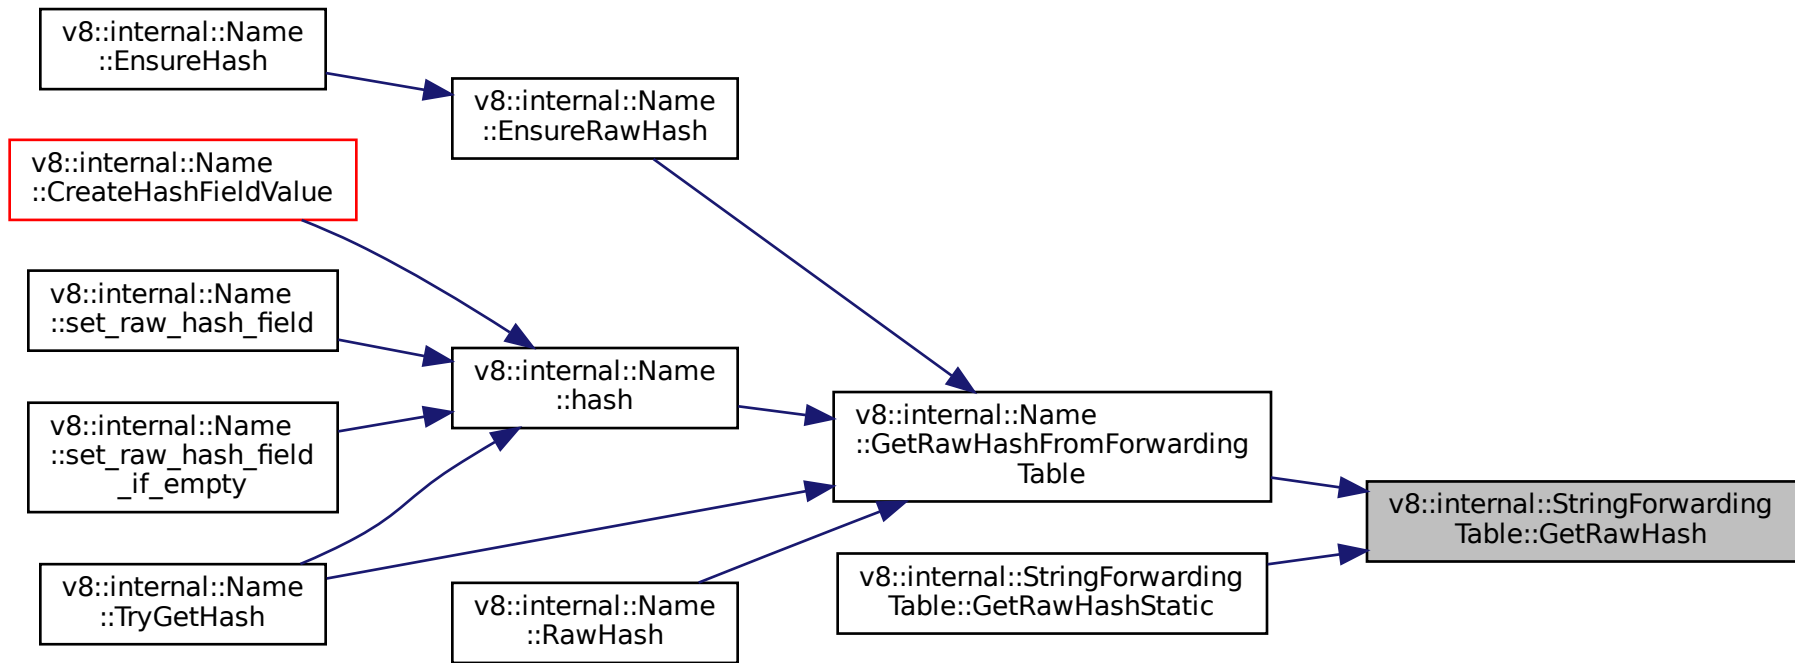 v8::internal::Name
::EnsureHash
v8::internal::Name
::EnsureRawHash
v8::internal::Name
::CreateHashFieldValue
v8::internal::Name
::set_raw_hash_field
v8::internal::Name
::hash
v8::internal::Name
::set_raw_hash_field
_if_empty
v8::internal::Name
::GetRawHashFromForwarding
Table
v8::internal::StringForwarding
Table::GetRawHash
v8::internal::Name
::TryGetHash
v8::internal::Name
::RawHash
v8::internal::StringForwarding
Table::GetRawHashStatic